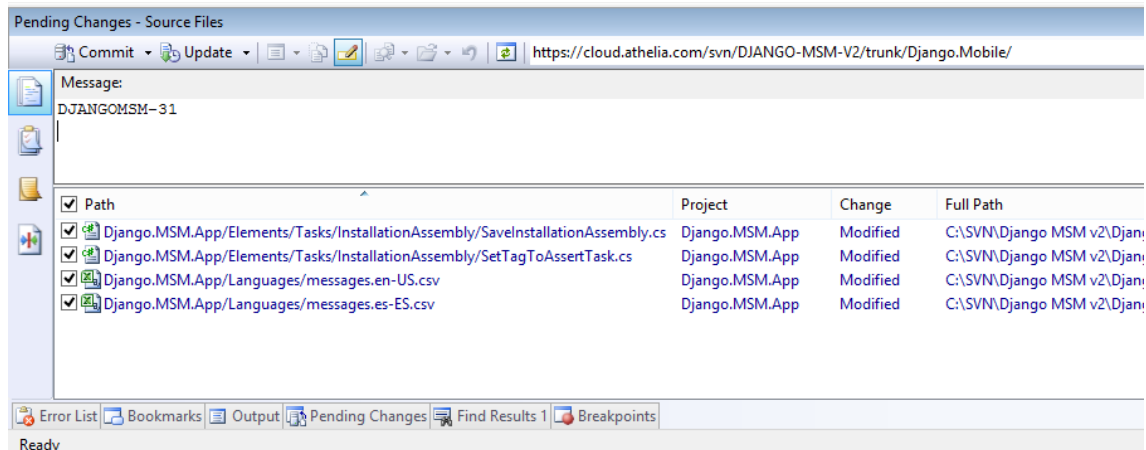 Pending Changes - Source Files
Commit Update https://cloud.athelia.com/svn/DJANGO-MSM-V2/trunk/Django.Mobile/
Message:
DJANGOMSM-31
Path Project Change Full Path
Django.MSM.App/Elements/Tasks/InstallationAssembly/SaveInstallationAssembly.cs Django.MSM.App Modified C:\SVN\Django MSM v2\Djang
Django.MSM.App/Elements/Tasks/InstallationAssembly/SetTagToAssertTask.cs Django.MSM.App Modified C:\SVN\Django MSM v2\Djang
Django.MSM.App/Languages/messages.en-US.csv Django.MSM.App Modified C:\SVN\Django MSM v2\Djang
Django.MSM.App/Languages/messages.es-ES.csv Django.MSM.App Modified C:\SVN\Django MSM v2\Djang
Error List Bookmarks Output Pending Changes Find Results 1 Breakpoints
Ready